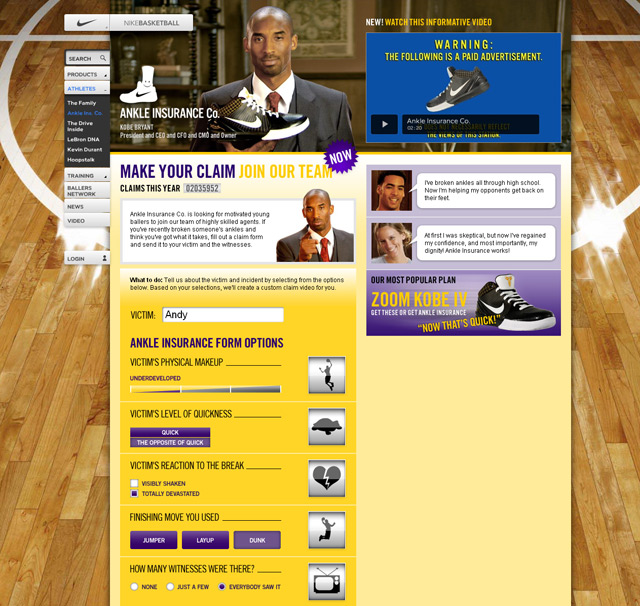 NIKEBASKETBALL
NEW! WATCH THIS INFORMATIVE VIDEO
SEARCH
PRODUCTS
ATHLETES
The Family
Ankle Ins. Co.
The Drive
Inside
LeBron DNA
Kevin Durant
Hoopstalk
TRAINING
BALLERS
NETWORK
NEWS
VIDEO
LOGIN
ANKLE INSURANCE Co.
KOBE BRYANT
President and CEO and CFO and CMO and Owner
WARNING:
THE FOLLOWING IS A PAID ADVERTISEMENT.
Ankle Insurance Co.
02:20
DOES NOT NECESSARILY REFLECT
THE VIEWS OF THIS STATION.
MAKE YOUR CLAIM JOIN OUR TEAM
NOW
CLAIMS THIS YEAR 02035952
Ankle Insurance Co. is looking for motivated young
ballers to join our team of highly skilled agents. If
you've recently broken someone's ankles and
think you've got what it takes, fill out a claim form
and send it to your victim and the witnesses.
I've broken ankles all through high school.
Now I'm helping my opponents get back on
their feet.
At first I was skeptical, but now I've regained
my confidence, and most importantly, my
dignity! Ankle Insurance works!
OUR MOST POPULAR PLAN
ZOOM KOBE IV
GET THESE OR GET ANKLE INSURANCE
"NOW THAT'S QUICK!"
What to do: Tell us about the victim and incident by selecting from the options
below. Based on your selections, we'll create a custom claim video for you.
VICTIM: Andy
ANKLE INSURANCE FORM OPTIONS
VICTIM'S PHYSICAL MAKEUP
UNDERDEVELOPED
VICTIM'S LEVEL OF QUICKNESS
QUICK
THE OPPOSITE OF QUICK
VICTIM'S REACTION TO THE BREAK
VISIBLY SHAKEN
TOTALLY DEVASTATED
FINISHING MOVE YOU USED
JUMPER LAYUP DUNK
HOW MANY WITNESSES WERE THERE?
NONE JUST A FEW EVERYBODY SAW IT